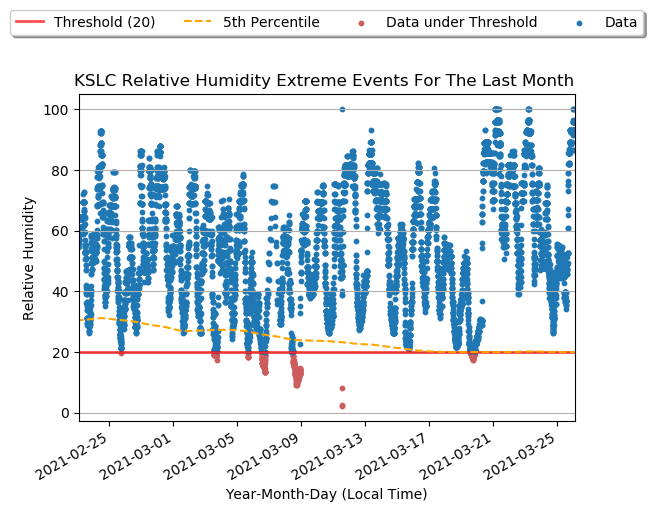 Threshold (20) 5th Percentile Data under Threshold Data
KSLC Relative Humidity Extreme Events For The Last Month
100
80
60
40
20
0
Relative Humidity
2021-02-25 2021-03-01 2021-03-05 2021-03-09 2021-03-13 2021-03-17 2021-03-21 2021-03-25
Year-Month-Day (Local Time)